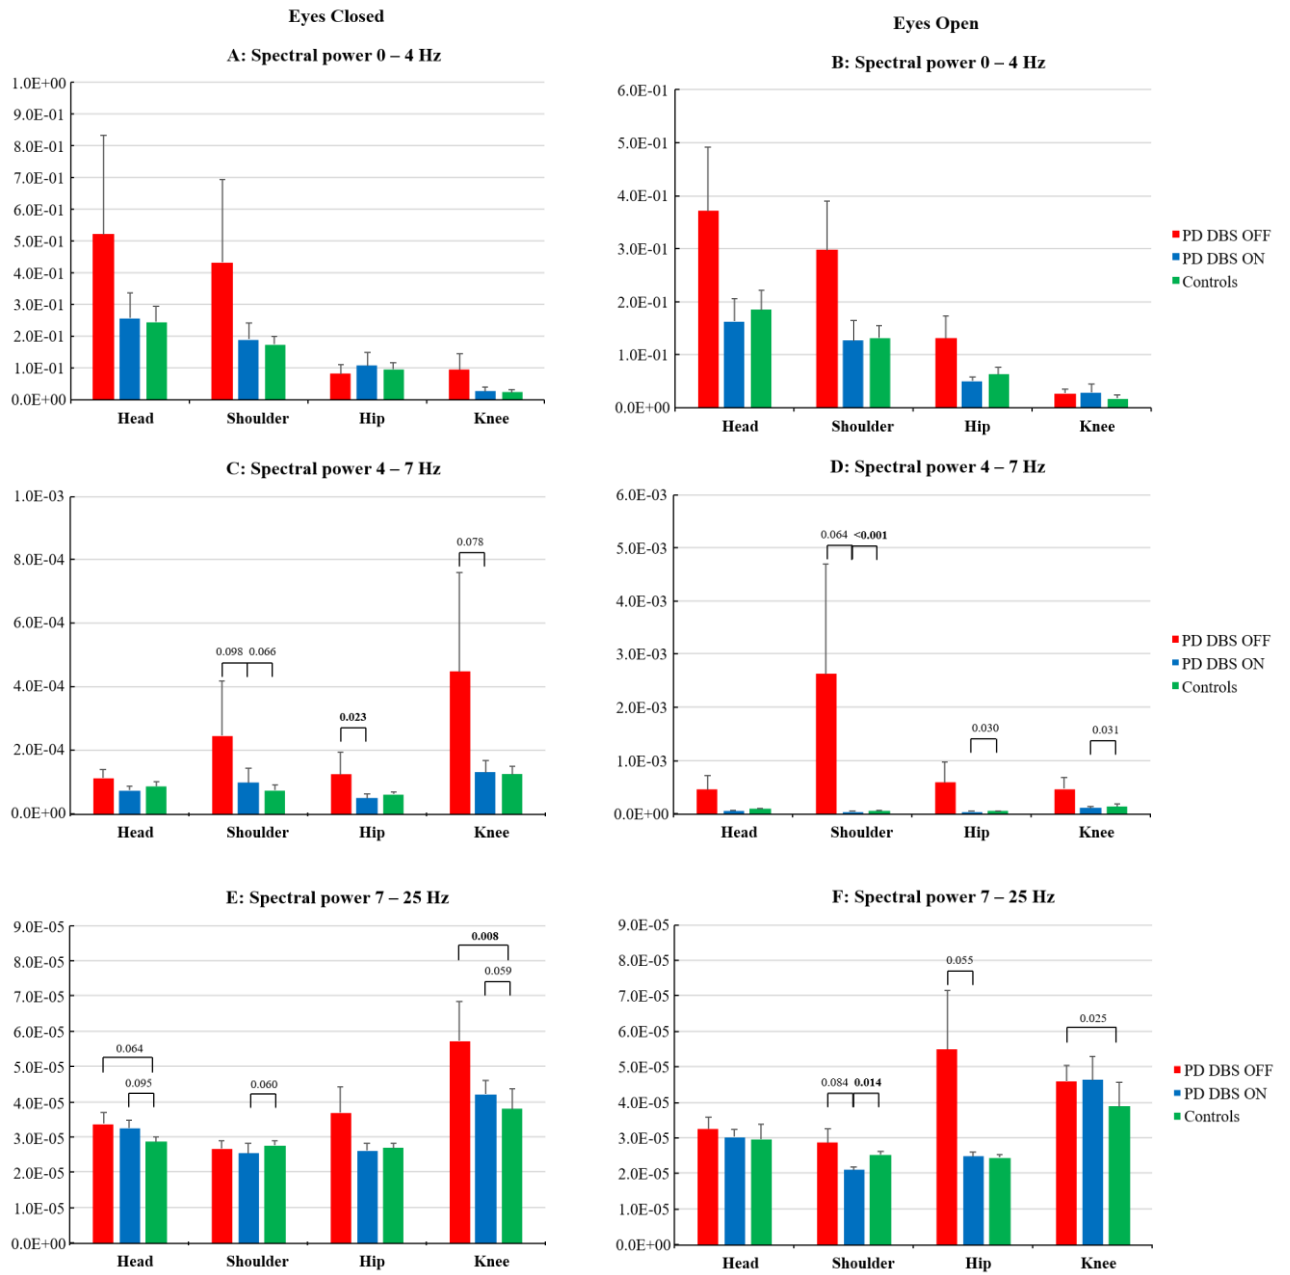 Eyes Closed
Eyes Open
A: Spectral power 0 – 4 Hz
1.0E+00
9.0E-01
8.0E-01
7.0E-01
6.0E-01
5.0E-01
4.0E-01
3.0E-01
2.0E-01
1.0E-01
0.0E+00
Head Shoulder Hip Knee
B: Spectral power 0 – 4 Hz
6.0E-01
5.0E-01
4.0E-01
3.0E-01
2.0E-01
1.0E-01
0.0E+00
Head Shoulder Hip Knee
PD DBS OFF
PD DBS ON
Controls
C: Spectral power 4 – 7 Hz
1.0E-03
8.0E-04
6.0E-04
4.0E-04
2.0E-04
0.0E+00
0.078
0.098 0.066
0.023
Head Shoulder Hip Knee
D: Spectral power 4 – 7 Hz
6.0E-03
5.0E-03
4.0E-03
3.0E-03
2.0E-03
1.0E-03
0.0E+00
0.064 <0.001
0.030 0.031
Head Shoulder Hip Knee
PD DBS OFF
PD DBS ON
Controls
E: Spectral power 7 – 25 Hz
9.0E-05
8.0E-05
7.0E-05
6.0E-05
5.0E-05
4.0E-05
3.0E-05
2.0E-05
1.0E-05
0.0E+00
0.008
0.059
0.064
0.095 0.060
Head Shoulder Hip Knee
F: Spectral power 7 – 25 Hz
9.0E-05
8.0E-05
7.0E-05
6.0E-05
5.0E-05
4.0E-05
3.0E-05
2.0E-05
1.0E-05
0.0E+00
0.055
0.025
0.084 0.014
Head Shoulder Hip Knee
PD DBS OFF
PD DBS ON
Controls